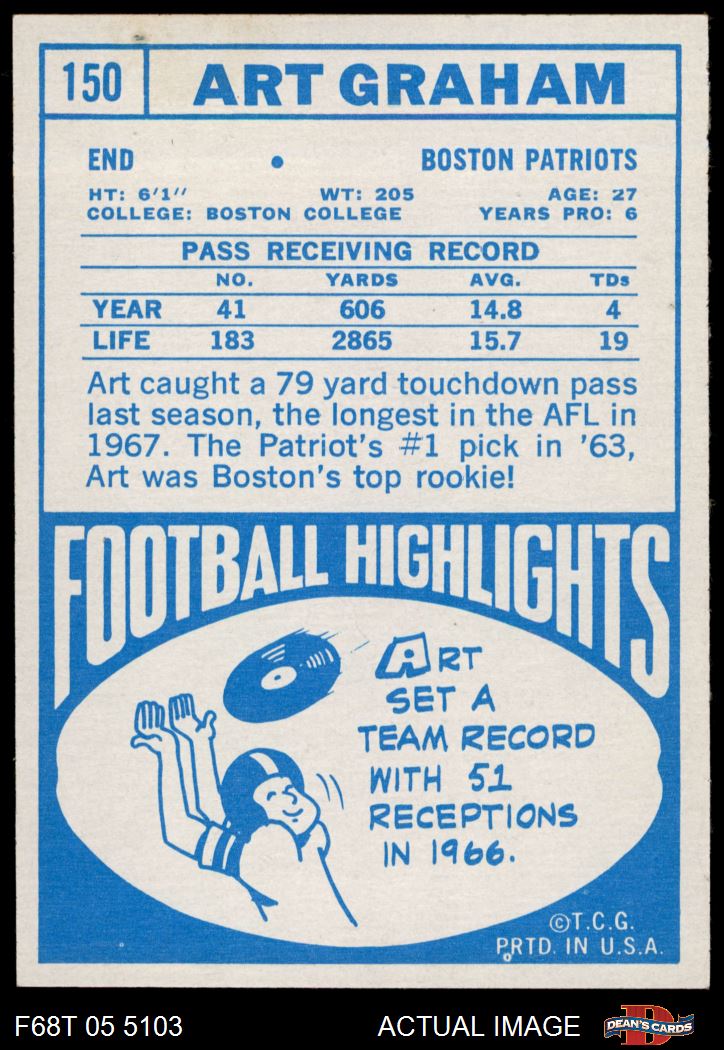 150 ART GRAHAM
END • BOSTON PATRIOTS
HT: 6'1" WT: 205 AGE: 27
COLLEGE: BOSTON COLLEGE YEARS PRO: 6
PASS RECEIVING RECORD
NO. YARDS AVG. TDs
YEAR 41 606 14.8 4
LIFE 183 2865 15.7 19
Art caught a 79 yard touchdown pass
last season, the longest in the AFL in
1967. The Patriot's #1 pick in '63,
Art was Boston's top rookie!
FOOTBALL HIGHLIGHTS
ART
SET A
TEAM RECORD
WITH 51
RECEPTIONS
IN 1966.
©T.C.G.
PRTD. IN U.S.A.
F68T 05 5103 ACTUAL IMAGE D DEAN'S CARDS